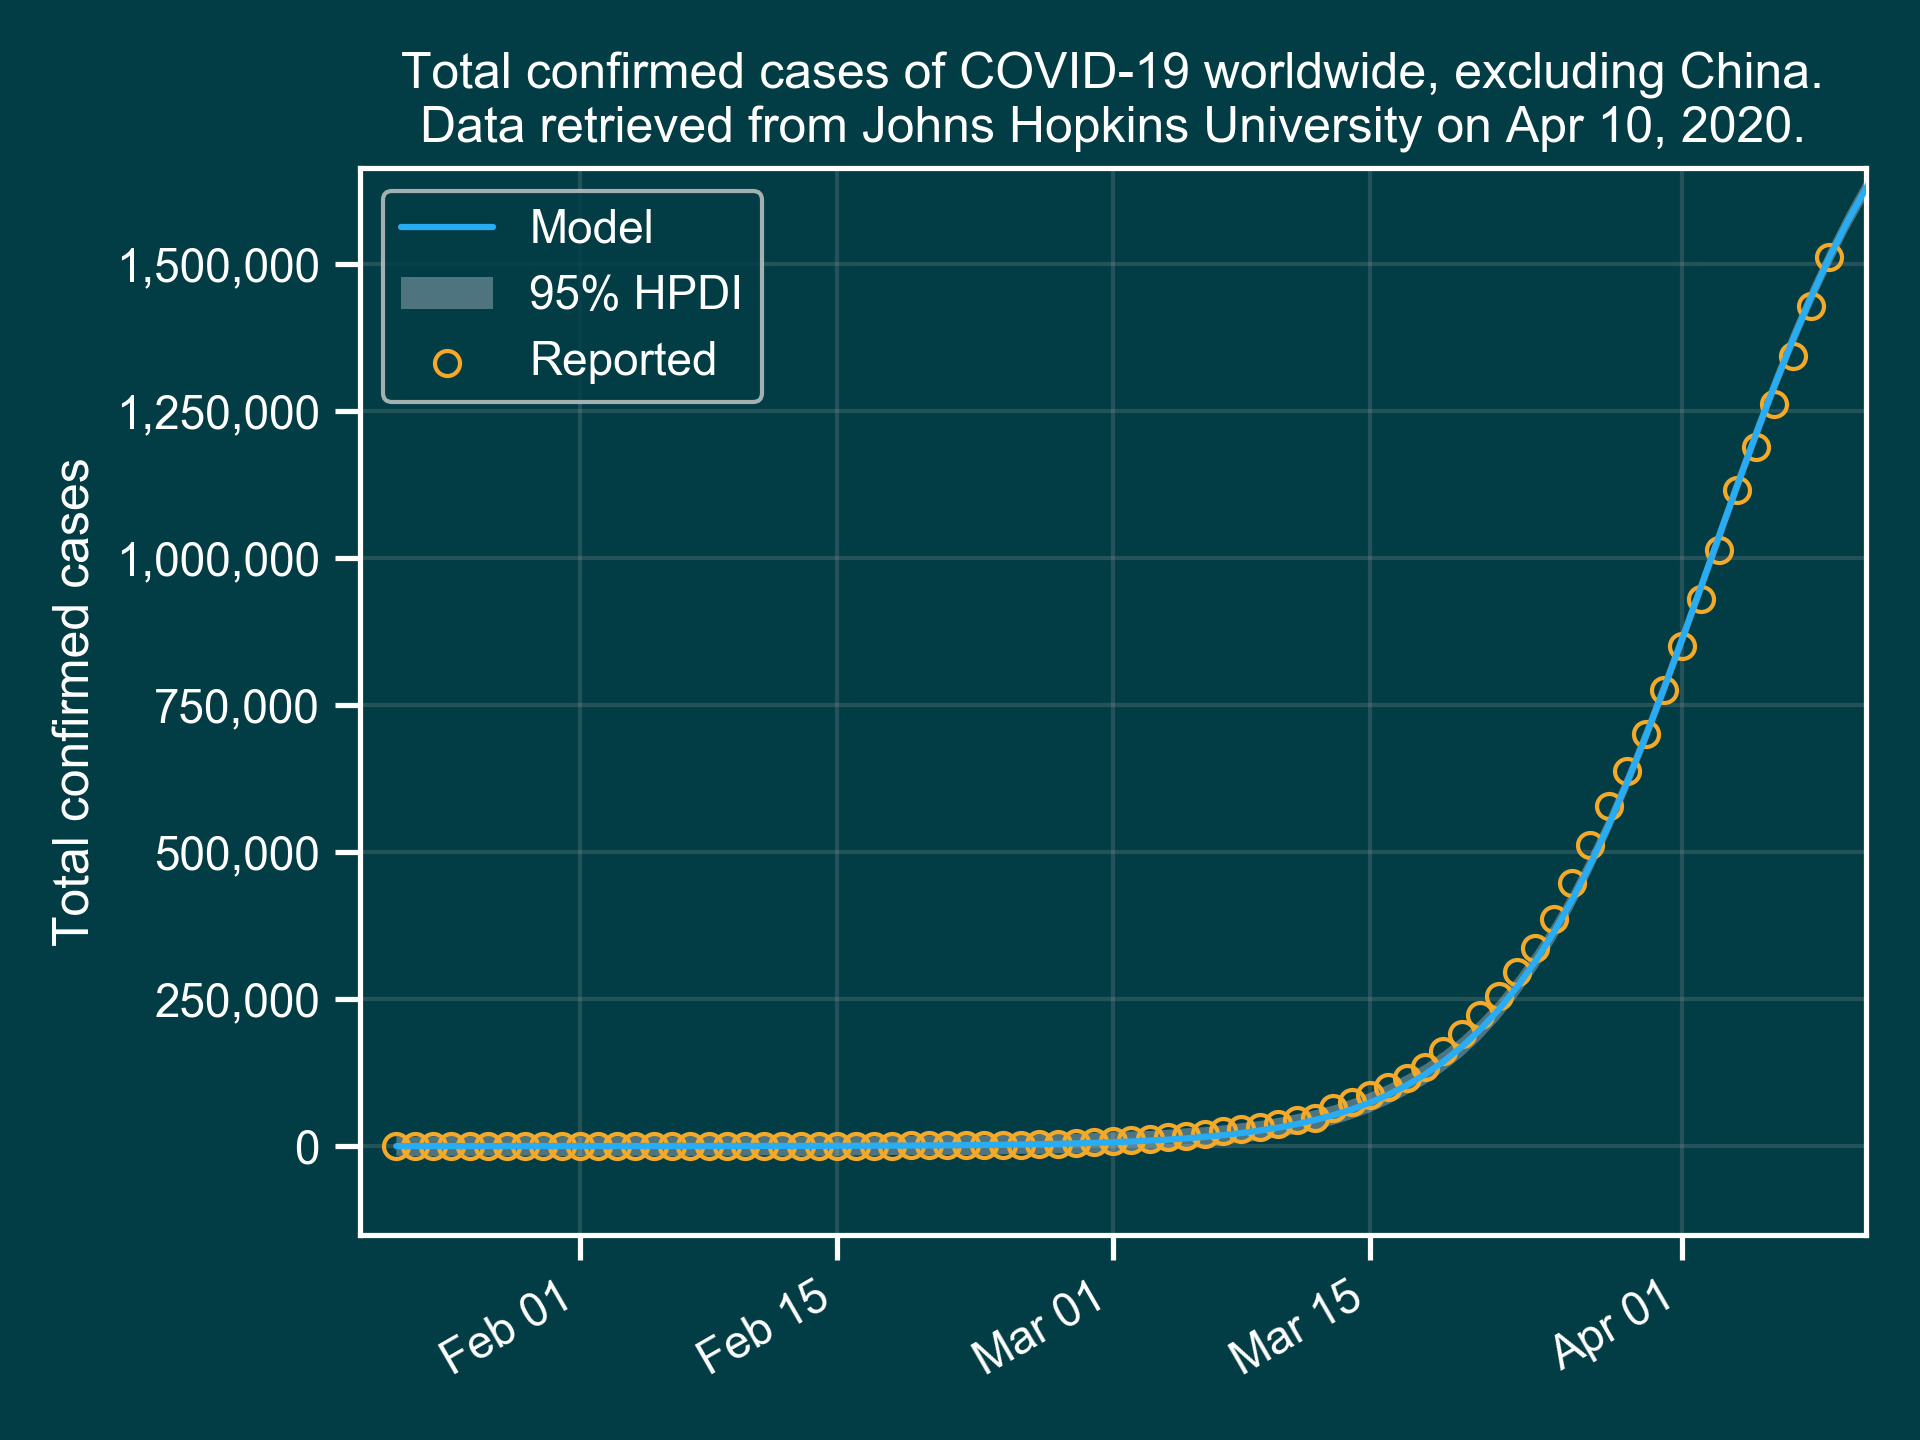 Total confirmed cases of COVID-19 worldwide, excluding China.
Data retrieved from Johns Hopkins University on Apr 10, 2020.
Model
95% HPDI
Reported
Total confirmed cases
1,500,000
1,250,000
1,000,000
750,000
500,000
250,000
0
Feb 01
Feb 15
Mar 01
Mar 15
Apr 01